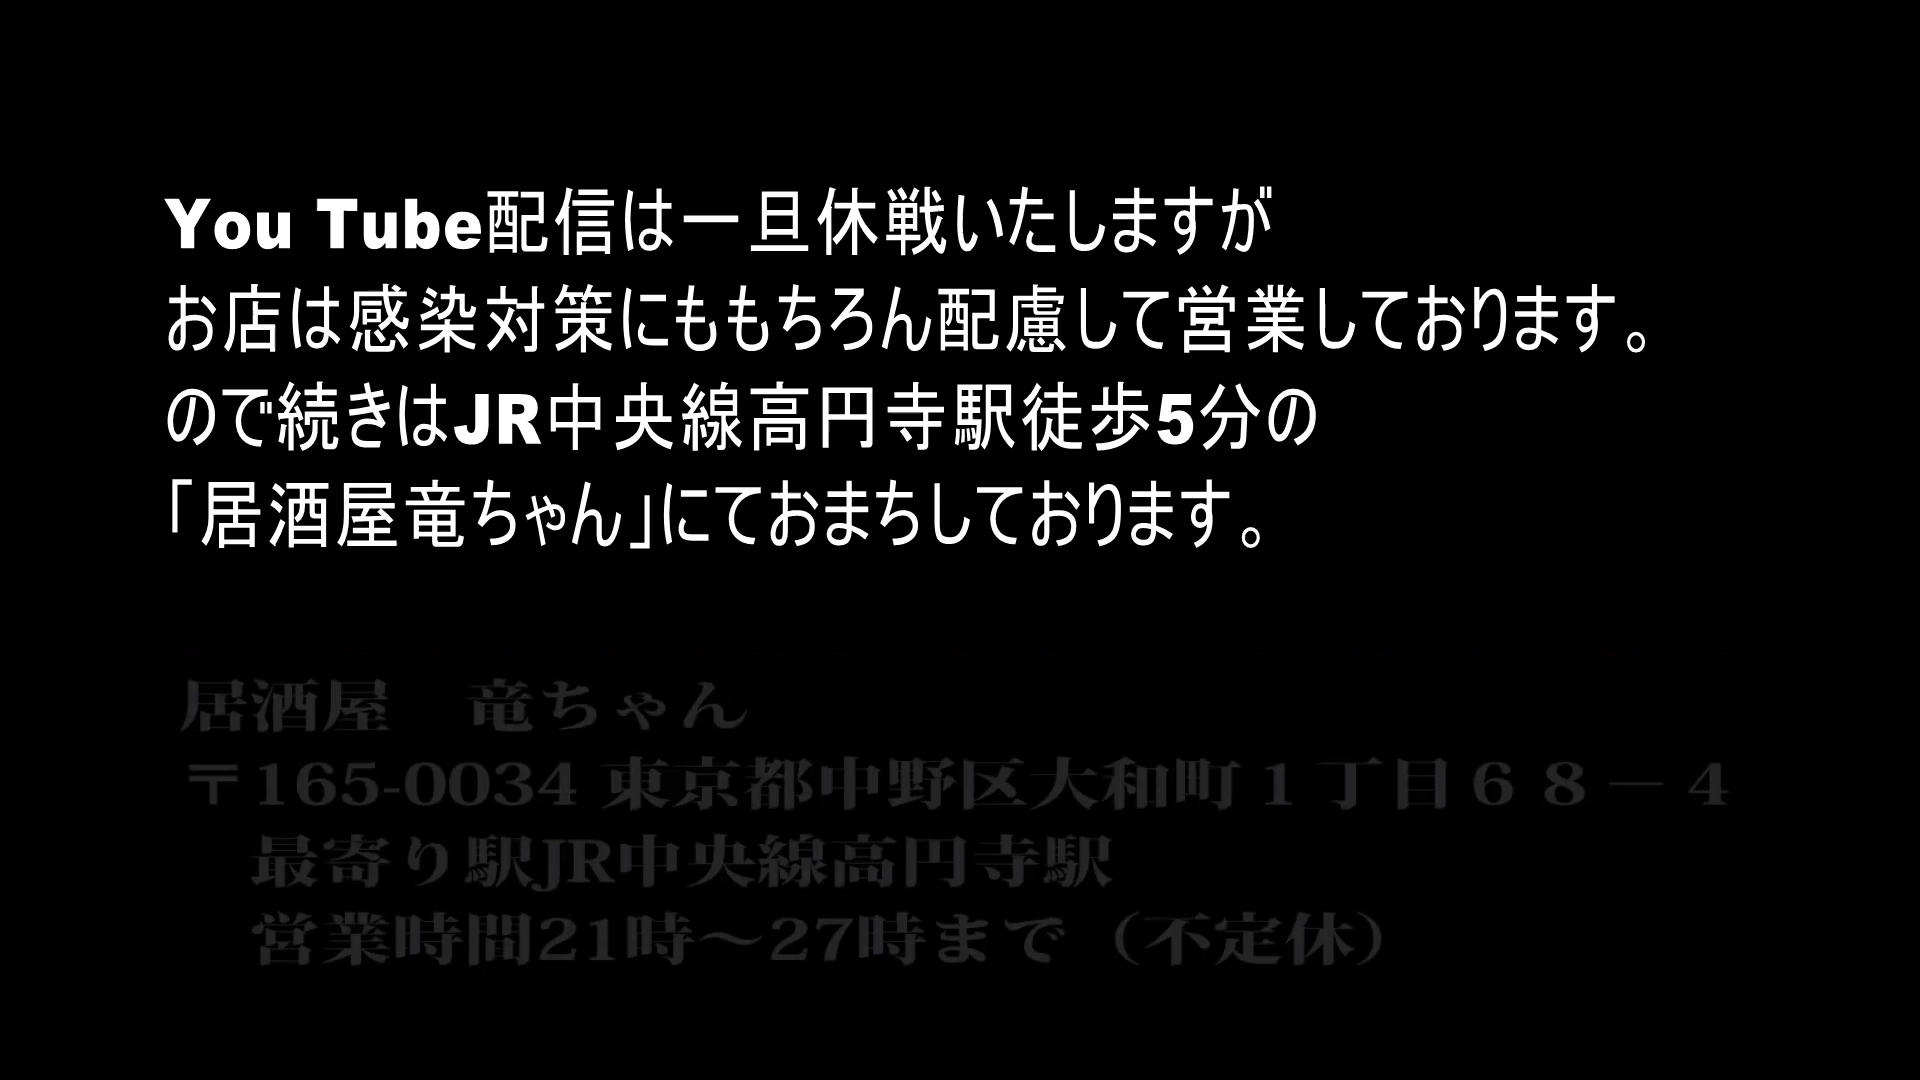 You Tube配信は一旦休戦いたしますが
お店は感染対策にももちろん配慮して営業しております。
ので続きはJR中央線高円寺駅徒歩5分の
「居酒屋竜ちゃん」にておまちしております。
居酒屋　竜ちゃん
〒165-0034 東京都中野区大和町１丁目６８－４
最寄り駅JR中央線高円寺駅
営業時間21時～27時まで（不定休）